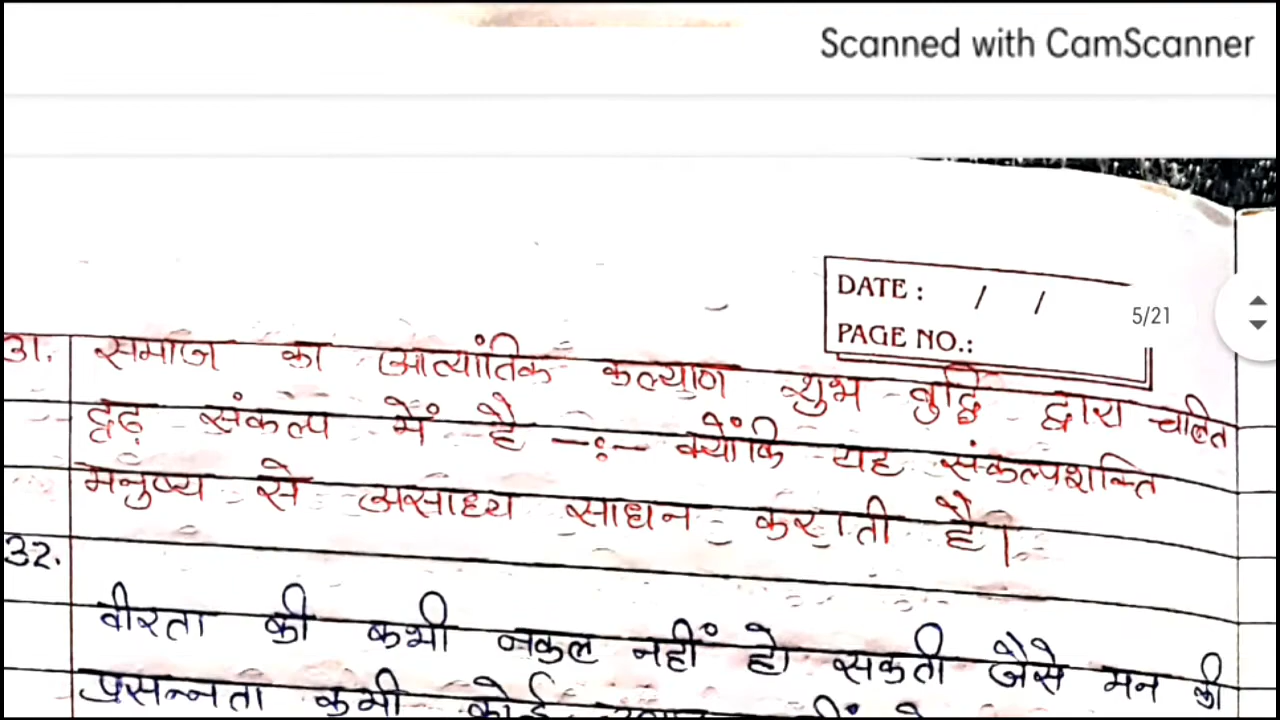 Scanned with CamScanner
DATE : / /
5/21
PAGE NO.:
31. समाज का आत्यांतिक कल्याण शुभ बुद्धि द्वारा चलित
दृढ़ संकल्प में है -:- क्योंकि यह संकल्पशक्ति
मनुष्य से असाध्य साधन कराती है।
32.
वीरता की कभी नकल नहीं हो सकती जैसे मन की
प्रसन्नता कभी कोई